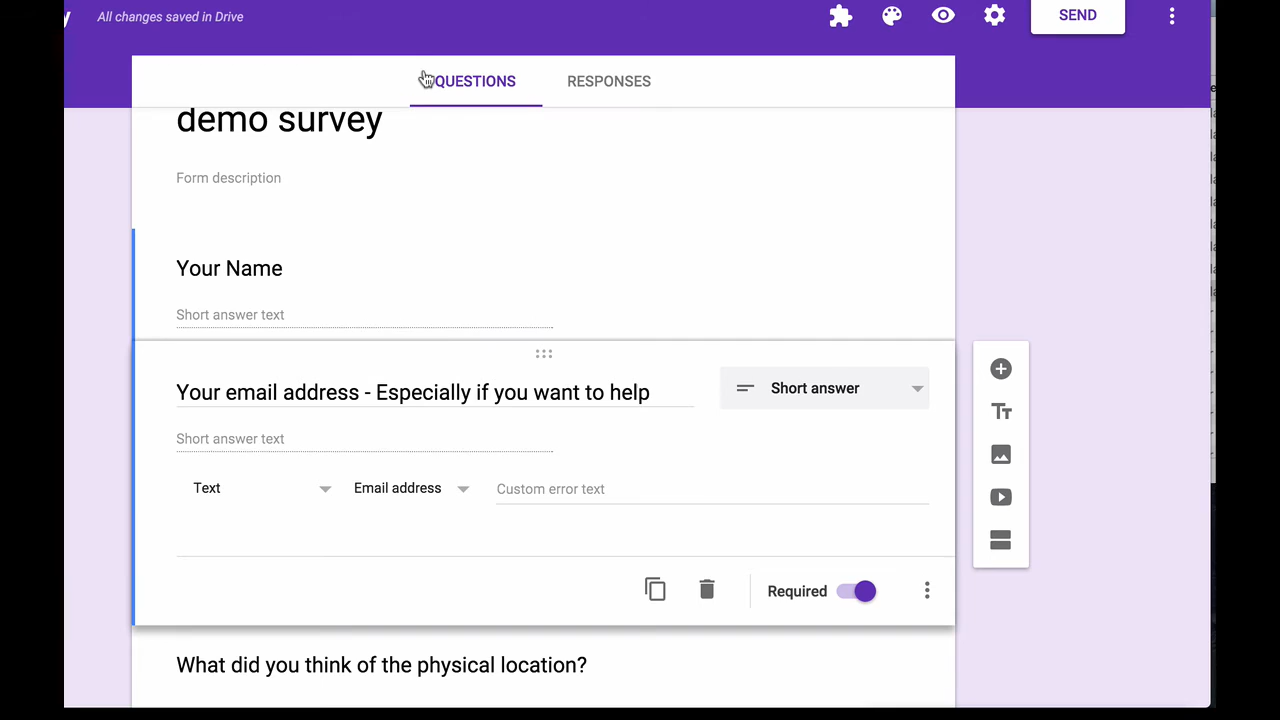 All changes saved in Drive
SEND
QUESTIONS
RESPONSES
demo survey
Form description
Your Name
Short answer text
Your email address - Especially if you want to help
Short answer
Short answer text
Text
Email address
Custom error text
Required
What did you think of the physical location?